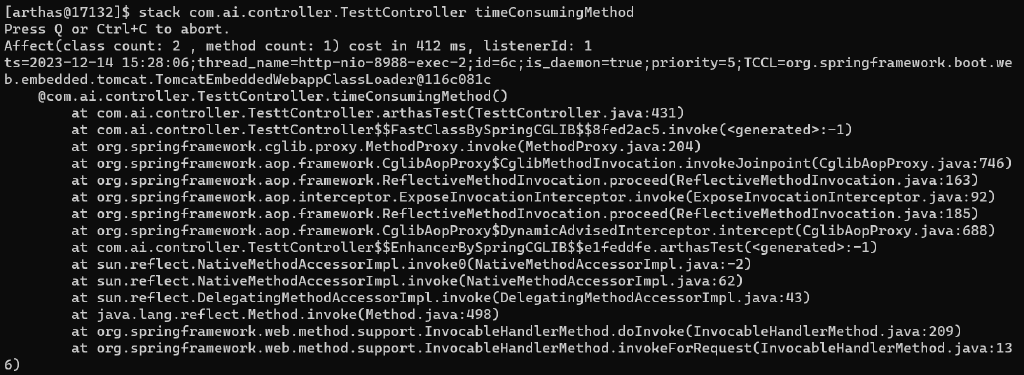 [arthas@17132]$ stack com.ai.controller.TesttController timeConsumingMethod
Press Q or Ctrl+C to abort.
Affect(class count: 2 , method count: 1) cost in 412 ms, listenerId: 1
ts=2023-12-14 15:28:06;thread_name=http-nio-8988-exec-2;id=6c;is_daemon=true;priority=5;TCCL=org.springframework.boot.we
b.embedded.tomcat.TomcatEmbeddedWebappClassLoader@116c081c
    @com.ai.controller.TesttController.timeConsumingMethod()
        at com.ai.controller.TesttController.arthasTest(TesttController.java:431)
        at com.ai.controller.TesttController$$FastClassBySpringCGLIB$$8fed2ac5.invoke(<generated>:-1)
        at org.springframework.cglib.proxy.MethodProxy.invoke(MethodProxy.java:204)
        at org.springframework.aop.framework.CglibAopProxy$CglibMethodInvocation.invokeJoinpoint(CglibAopProxy.java:746)
        at org.springframework.aop.framework.ReflectiveMethodInvocation.proceed(ReflectiveMethodInvocation.java:163)
        at org.springframework.aop.interceptor.ExposeInvocationInterceptor.invoke(ExposeInvocationInterceptor.java:92)
        at org.springframework.aop.framework.ReflectiveMethodInvocation.proceed(ReflectiveMethodInvocation.java:185)
        at org.springframework.aop.framework.CglibAopProxy$DynamicAdvisedInterceptor.intercept(CglibAopProxy.java:688)
        at com.ai.controller.TesttController$$EnhancerBySpringCGLIB$$e1feddfe.arthasTest(<generated>:-1)
        at sun.reflect.NativeMethodAccessorImpl.invoke0(NativeMethodAccessorImpl.java:-2)
        at sun.reflect.NativeMethodAccessorImpl.invoke(NativeMethodAccessorImpl.java:62)
        at sun.reflect.DelegatingMethodAccessorImpl.invoke(DelegatingMethodAccessorImpl.java:43)
        at java.lang.reflect.Method.invoke(Method.java:498)
        at org.springframework.web.method.support.InvocableHandlerMethod.doInvoke(InvocableHandlerMethod.java:209)
        at org.springframework.web.method.support.InvocableHandlerMethod.invokeForRequest(InvocableHandlerMethod.java:13
6)